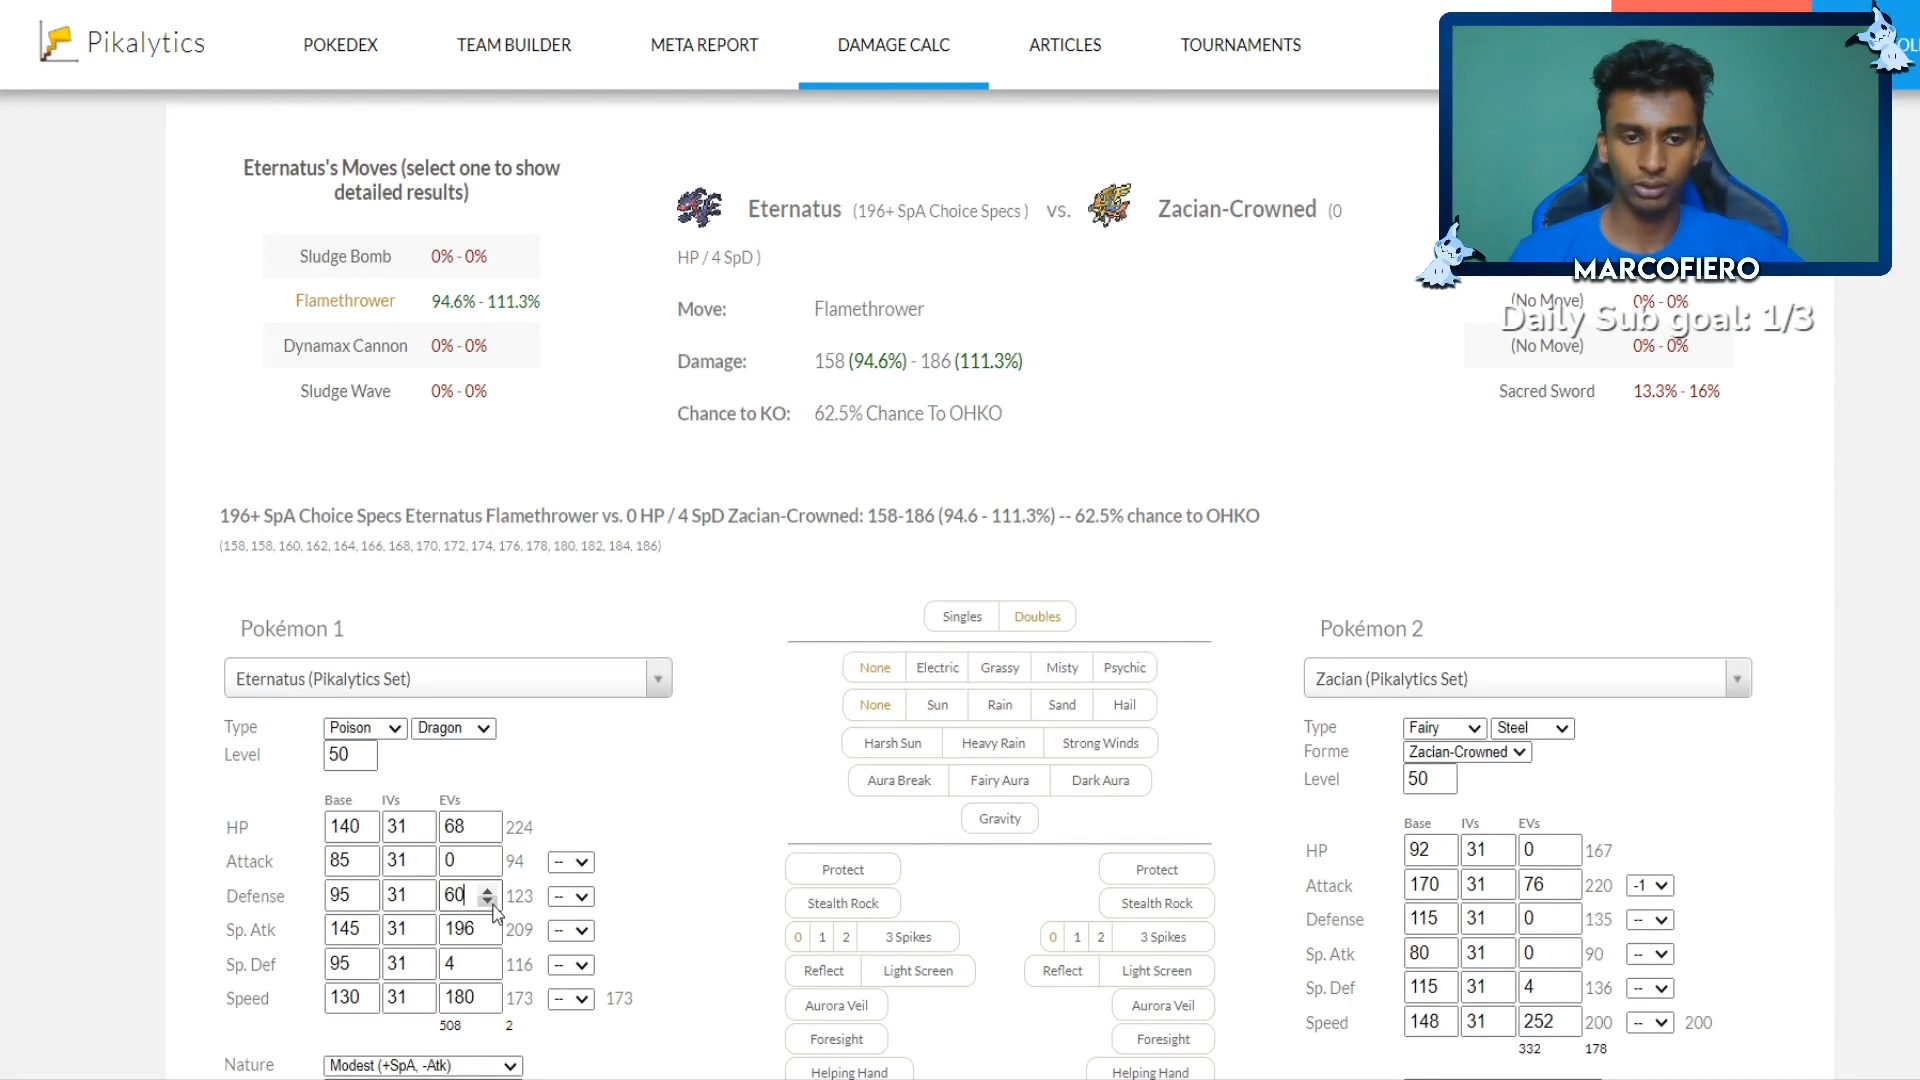 Pikalytics
POKEDEX
TEAM BUILDER
META REPORT
DAMAGE CALC
ARTICLES
TOURNAMENTS
MARCOFIERO
Daily Sub goal: 1/3
Eternatus's Moves (select one to show
detailed results)
Sludge Bomb 0% - 0%
Flamethrower 94.6% - 111.3%
Dynamax Cannon 0% - 0%
Sludge Wave 0% - 0%
Eternatus (196+ SpA Choice Specs ) vs. Zacian-Crowned (0
HP / 4 SpD )
Move: Flamethrower
Damage: 158 (94.6%) - 186 (111.3%)
Chance to KO: 62.5% Chance To OHKO
(No Move) 0% - 0%
(No Move) 0% - 0%
Sacred Sword 13.3% - 16%
196+ SpA Choice Specs Eternatus Flamethrower vs. 0 HP / 4 SpD Zacian-Crowned: 158-186 (94.6 - 111.3%) -- 62.5% chance to OHKO
(158, 158, 160, 162, 164, 166, 168, 170, 172, 174, 176, 178, 180, 182, 184, 186)
Pokémon 1
Eternatus (Pikalytics Set)
Type Poison Dragon
Level 50
Base IVs EVs
HP 140 31 68 224
Attack 85 31 0 94 --
Defense 95 31 60 123 --
Sp. Atk 145 31 196 209 --
Sp. Def 95 31 4 116 --
Speed 130 31 180 173 -- 173
508 2
Nature Modest (+SpA, -Atk)
Singles Doubles
None Electric Grassy Misty Psychic
None Sun Rain Sand Hail
Harsh Sun Heavy Rain Strong Winds
Aura Break Fairy Aura Dark Aura
Gravity
Protect Protect
Stealth Rock Stealth Rock
0 1 2 3 Spikes 0 1 2 3 Spikes
Reflect Light Screen Reflect Light Screen
Aurora Veil Aurora Veil
Foresight Foresight
Helping Hand Helping Hand
Pokémon 2
Zacian (Pikalytics Set)
Type Fairy Steel
Forme Zacian-Crowned
Level 50
Base IVs EVs
HP 92 31 0 167
Attack 170 31 76 220 -1
Defense 115 31 0 135 --
Sp. Atk 80 31 0 90 --
Sp. Def 115 31 4 136 --
Speed 148 31 252 200 -- 200
332 178